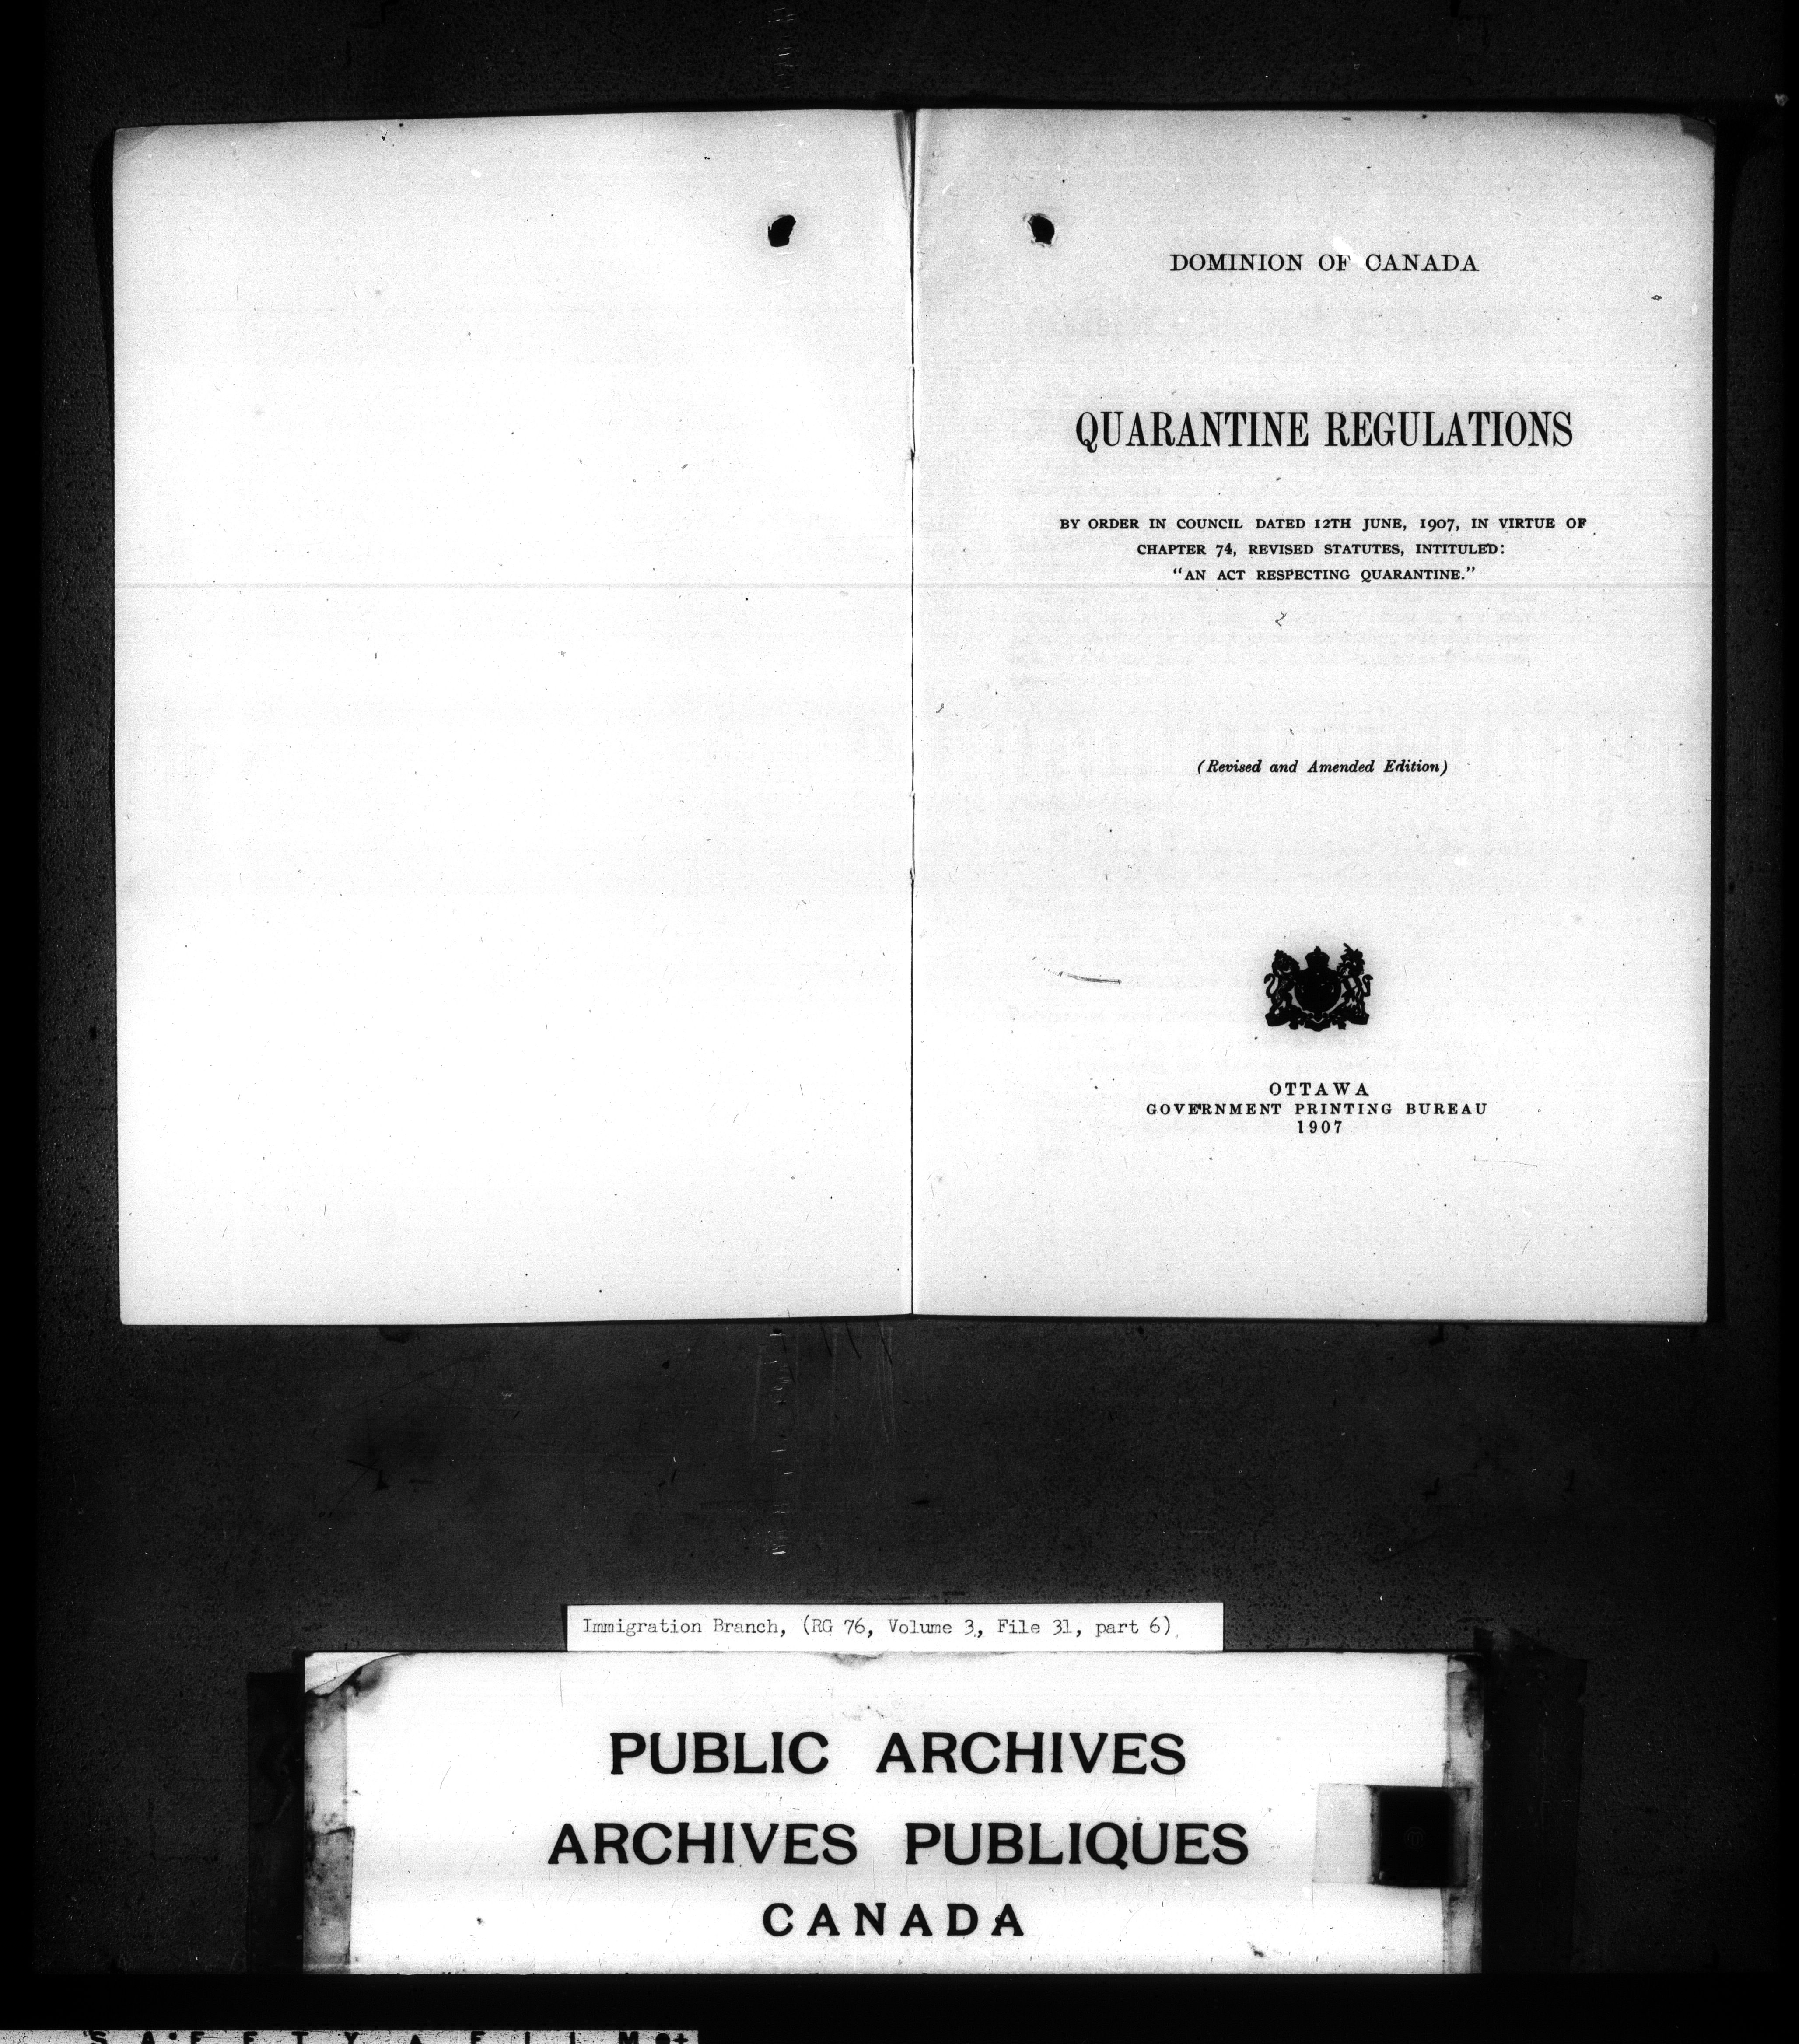 DOMINION OF CANADA
QUARANTINE REGULATIONS
BY ORDER IN COUNCIL DATED 12TH JUNE, 1907, IN VIRTUE OF
CHAPTER 74, REVISED STATUTES, INTITULED:
"AN ACT RESPECTING QUARANTINE."
(Revised and Amended Edition)
OTTAWA
GOVERNMENT PRINTING BUREAU
1907
Immigration Branch, (RG 76, Volume 3, File 31, part 6)
PUBLIC ARCHIVES
ARCHIVES PUBLIQUES
CANADA
SAFETY FILM